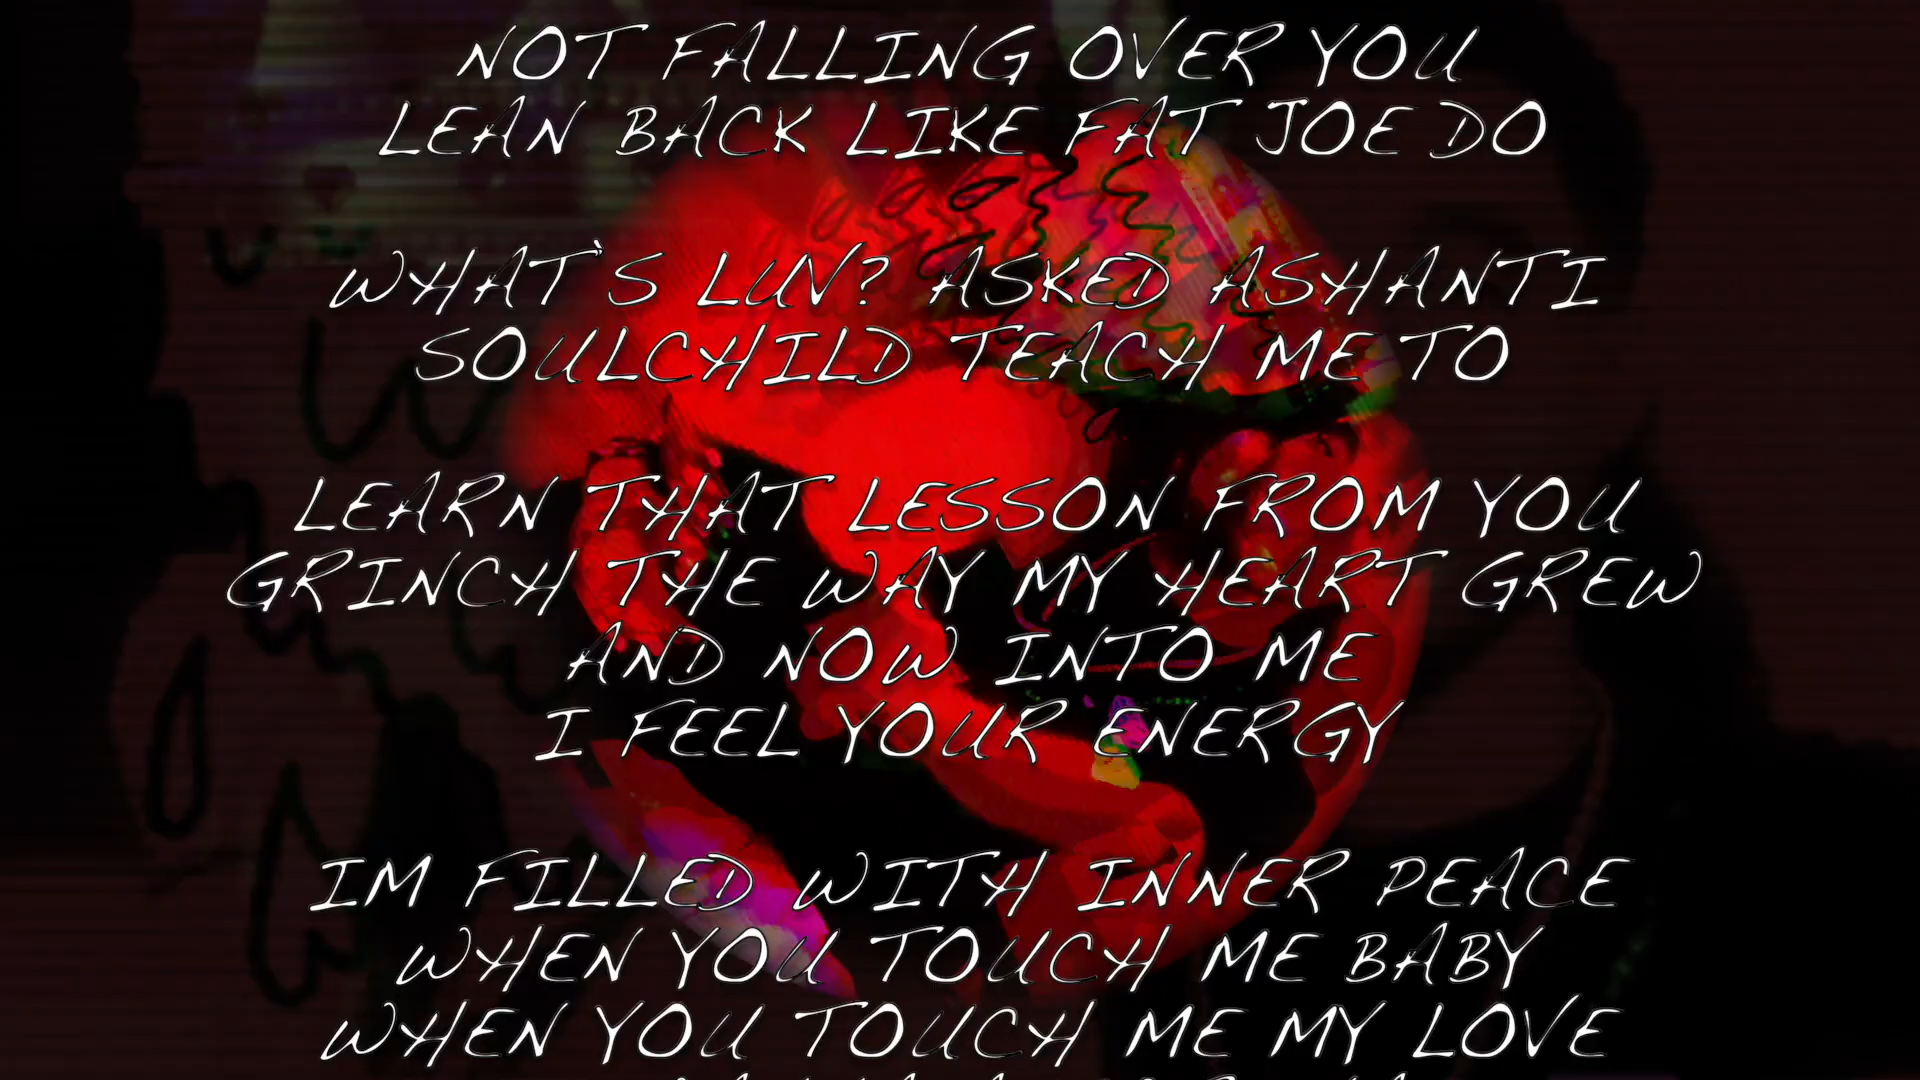 NOT FALLING OVER YOU
LEAN BACK LIKE FAT JOE DO
WHAT'S LUV? ASKED ASHANTI
SOULCHILD TEACH ME TO
LEARN THAT LESSON FROM YOU
GRINCH THE WAY MY HEART GREW
AND NOW INTO ME
I FEEL YOUR ENERGY
IM FILLED WITH INNER PEACE
WHEN YOU TOUCH ME BABY
WHEN YOU TOUCH ME MY LOVE